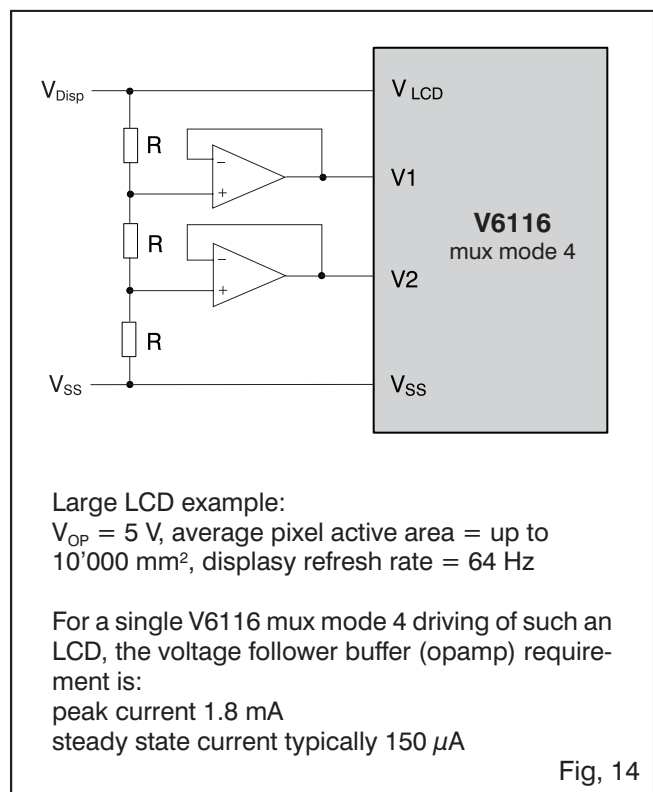 V_Disp
V_LCD
R
−
+
V1
V6116
mux mode 4
R
−
+
V2
R
V_SS
V_SS
Large LCD example:
V_OP = 5 V, average pixel active area = up to
10'000 mm², displasy refresh rate = 64 Hz
For a single V6116 mux mode 4 driving of such an
LCD, the voltage follower buffer (opamp) require-
ment is:
peak current 1.8 mA
steady state current typically 150 µA
Fig, 14